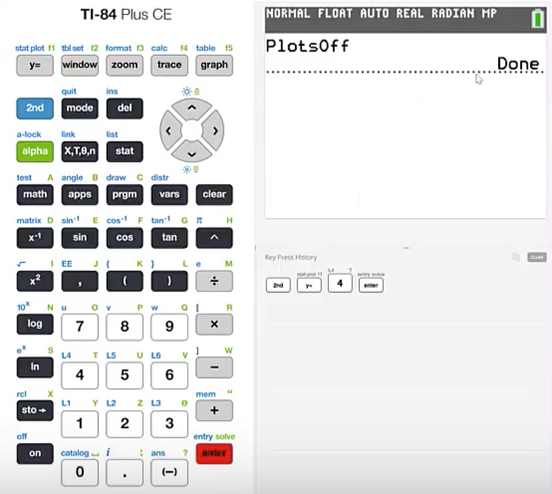 TI-84 Plus CE
NORMAL FLOAT AUTO REAL RADIAN MP
PlotsOff
Done
stat plot f1 tbl set f2 format f3 calc f4 table f5
y= window zoom trace graph
quit ins
2nd mode del
a-lock link list
alpha X,T,θ,n stat
test A angle B draw C distr
math apps prgm vars clear
matrix D sin⁻¹ E cos⁻¹ F tan⁻¹ G π H
x⁻¹ sin cos tan ^
√ I EE J { K } L e M
x² , ( ) ÷
10ˣ N u O v P w Q [ R
log 7 8 9 ×
eˣ S L4 T L5 U L6 V ] W
ln 4 5 6 −
rcl X L1 Y L2 Z L3 θ mem "
sto→ 1 2 3 +
off catalog i : ans ? entry solve
on 0 . (−) enter
Key Press History
CLEAR
stat plot f1 L4 T entry solve
2nd y= 4 enter